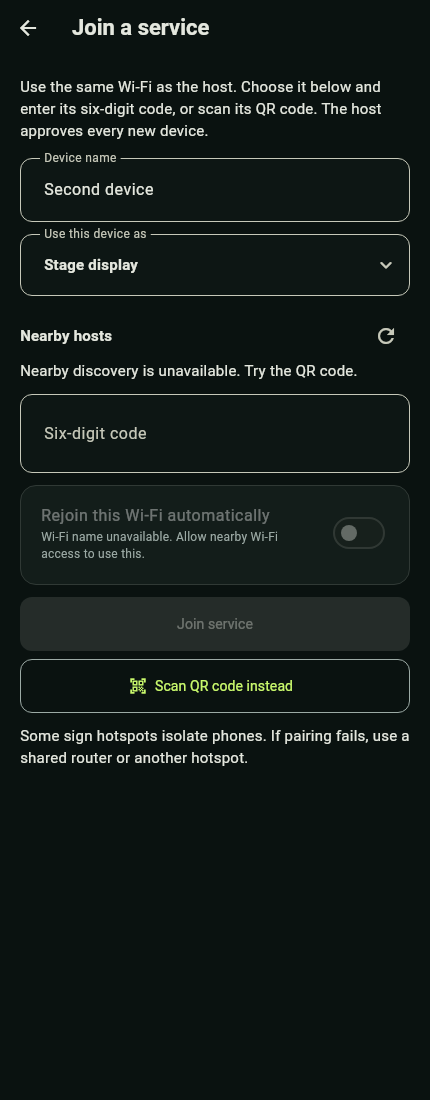 Join a service
Use the same Wi-Fi as the host. Choose it below and
enter its six-digit code, or scan its QR code. The host
approves every new device.
Device name
Second device
Use this device as
Stage display
Nearby hosts
Nearby discovery is unavailable. Try the QR code.
Six-digit code
Rejoin this Wi-Fi automatically
Wi-Fi name unavailable. Allow nearby Wi-Fi
access to use this.
Join service
Scan QR code instead
Some sign hotspots isolate phones. If pairing fails, use a
shared router or another hotspot.